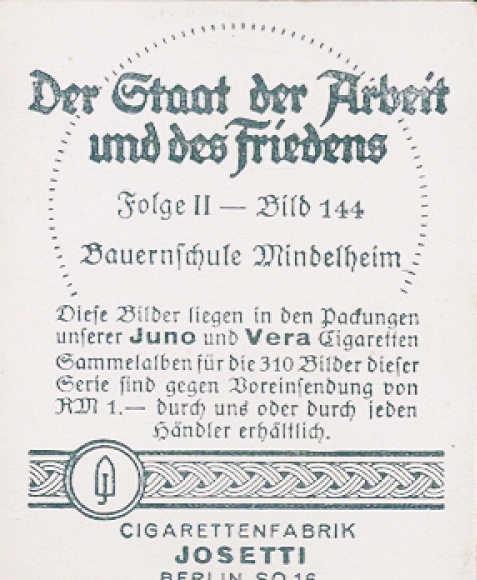 Der Staat der Arbeit
und des Friedens
Folge II — Bild 144
Bauernschule Mindelheim
Diese Bilder liegen in den Packungen
unserer Juno und Vera Cigaretten
Sammelalben für die 310 Bilder dieser
Serie sind gegen Voreinsendung von
RM 1.— durch uns oder durch jeden
Händler erhältlich.
J
CIGARETTENFABRIK
JOSETTI
BERLIN SO 16